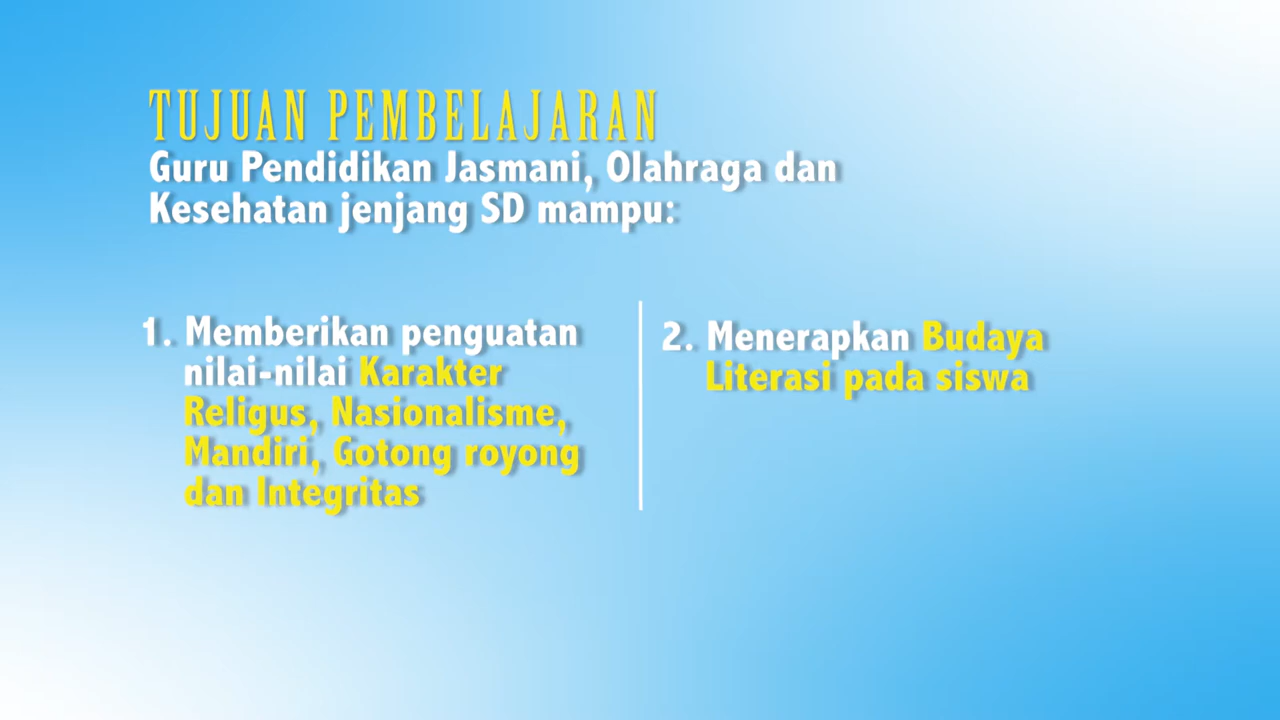 TUJUAN PEMBELAJARAN
Guru Pendidikan Jasmani, Olahraga dan
Kesehatan jenjang SD mampu:
1. Memberikan penguatan
nilai-nilai Karakter
Religus, Nasionalisme,
Mandiri, Gotong royong
dan Integritas
2. Menerapkan Budaya
Literasi pada siswa